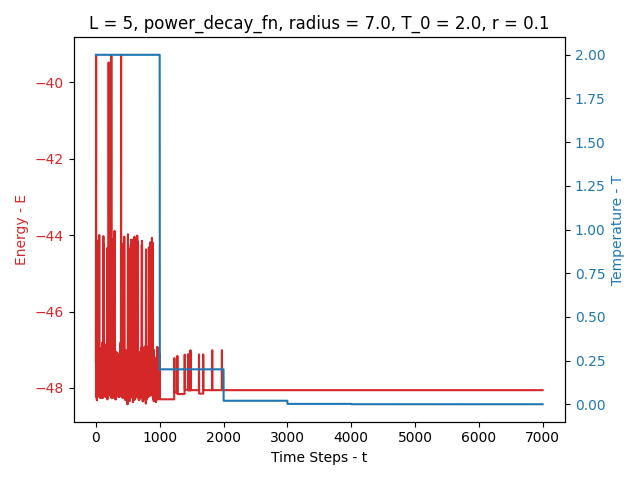 L = 5, power_decay_fn, radius = 7.0, T_0 = 2.0, r = 0.1
Energy - E
−40
−42
−44
−46
−48
2.00
1.75
1.50
1.25
1.00
0.75
0.50
0.25
0.00
Temperature - T
0 1000 2000 3000 4000 5000 6000 7000
Time Steps - t